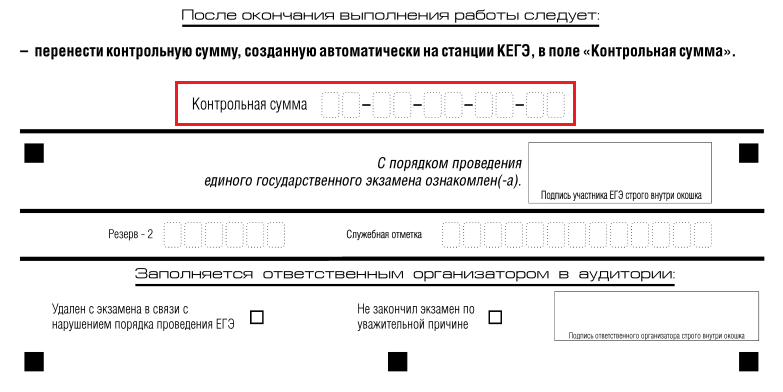 После окончания выполнения работы следует:
– перенести контрольную сумму, созданную автоматически на станции КЕГЭ, в поле «Контрольная сумма».
Контрольная сумма – – – –
С порядком проведения
единого государственного экзамена ознакомлен(-а).
Подпись участника ЕГЭ строго внутри окошка
Резерв - 2
Служебная отметка
Заполняется ответственным организатором в аудитории:
Удален с экзамена в связи с
нарушением порядка проведения ЕГЭ
Не закончил экзамен по
уважительной причине
Подпись ответственного организатора строго внутри окошка